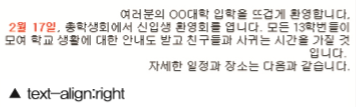 여러분의 OO대학 입학을 뜨겁게 환영합니다.
2월 17일, 총학생회에서 신입생 환영회를 엽니다. 모든 13학번들이
모여 학교 생활에 대한 안내도 받고 친구들과 사귀는 시간을 가질 것
입니다.
자세한 일정과 장소는 다음과 같습니다.
▲ text-align:right